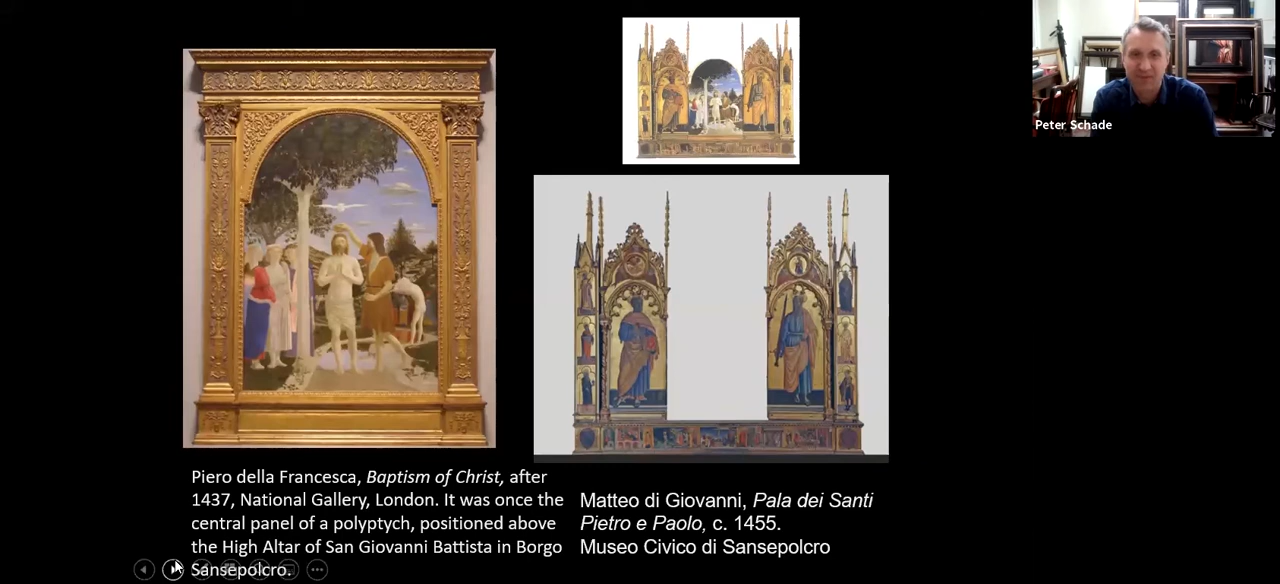 Peter Schade
Piero della Francesca, Baptism of Christ, after
1437, National Gallery, London. It was once the
central panel of a polyptych, positioned above
the High Altar of San Giovanni Battista in Borgo
Sansepolcro.
Matteo di Giovanni, Pala dei Santi
Pietro e Paolo, c. 1455.
Museo Civico di Sansepolcro